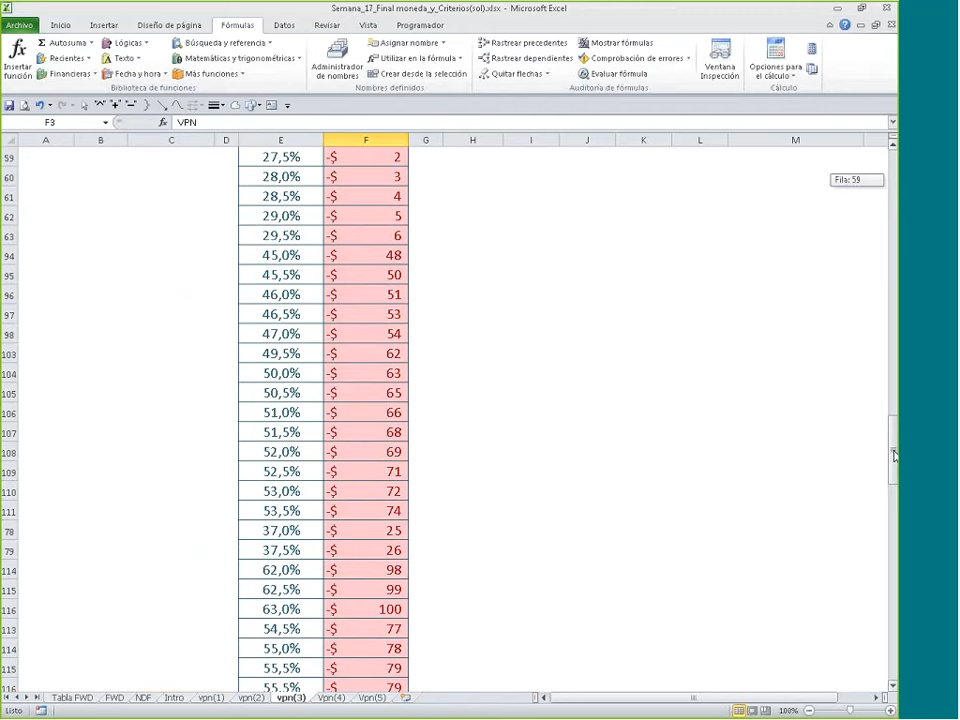 Semana_17_Final moneda_y_Criterios(sol).xlsx - Microsoft Excel
Archivo Inicio Insertar Diseño de página Fórmulas Datos Revisar Vista Programador
Σ Autosuma Lógicas Búsqueda y referencia Asignar nombre Rastrear precedentes Mostrar fórmulas
Recientes Texto Matemáticas y trigonométricas Utilizar en la fórmula Rastrear dependientes Comprobación de errores
Financieras Fecha y hora Más funciones Crear desde la selección Quitar flechas Evaluar fórmula
fx Insertar función
Administrador de nombres
Ventana Inspección
Opciones para el cálculo
Biblioteca de funciones Nombres definidos Auditoría de fórmulas Cálculo
F3 fx VPN
A B C D E F G H I J K L M
59 27,5% -$ 2
Fila: 59
60 28,0% -$ 3
61 28,5% -$ 4
62 29,0% -$ 5
63 29,5% -$ 6
94 45,0% -$ 48
95 45,5% -$ 50
96 46,0% -$ 51
97 46,5% -$ 53
98 47,0% -$ 54
103 49,5% -$ 62
104 50,0% -$ 63
105 50,5% -$ 65
106 51,0% -$ 66
107 51,5% -$ 68
108 52,0% -$ 69
109 52,5% -$ 71
110 53,0% -$ 72
111 53,5% -$ 74
78 37,0% -$ 25
79 37,5% -$ 26
114 62,0% -$ 98
115 62,5% -$ 99
116 63,0% -$ 100
113 54,5% -$ 77
114 55,0% -$ 78
115 55,5% -$ 79
116 55,5% -$ 79
Tabla FWD FWD NDF Intro vpn(1) vpn(2) vpn(3) Vpn(4) Vpn(5)
Listo 100%